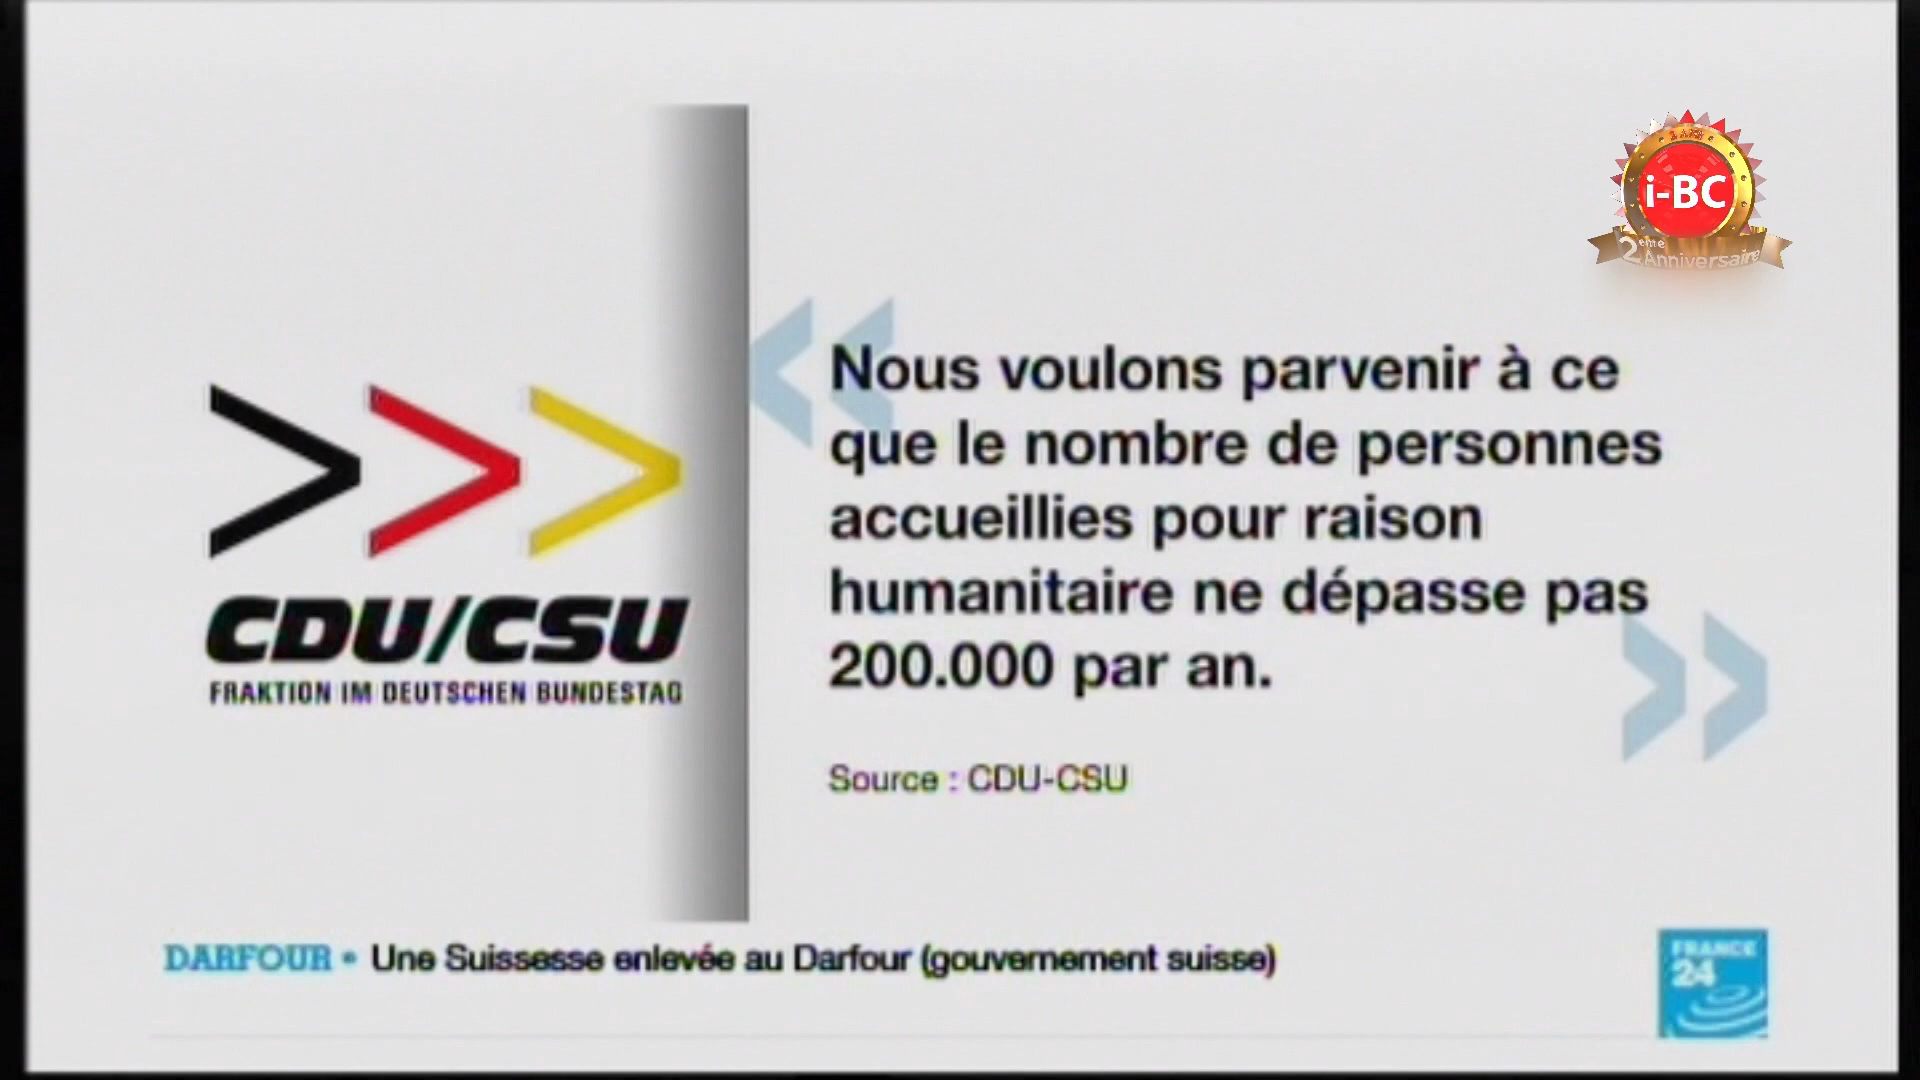 i-BC
2ème
Anniversaire
Nous voulons parvenir à ce
que le nombre de personnes
accueillies pour raison
humanitaire ne dépasse pas
200.000 par an.
CDU/CSU
FRAKTION IM DEUTSCHEN BUNDESTAG
Source : CDU-CSU
DARFOUR • Une Suissesse enlevée au Darfour (gouvernement suisse)
FRANCE
24